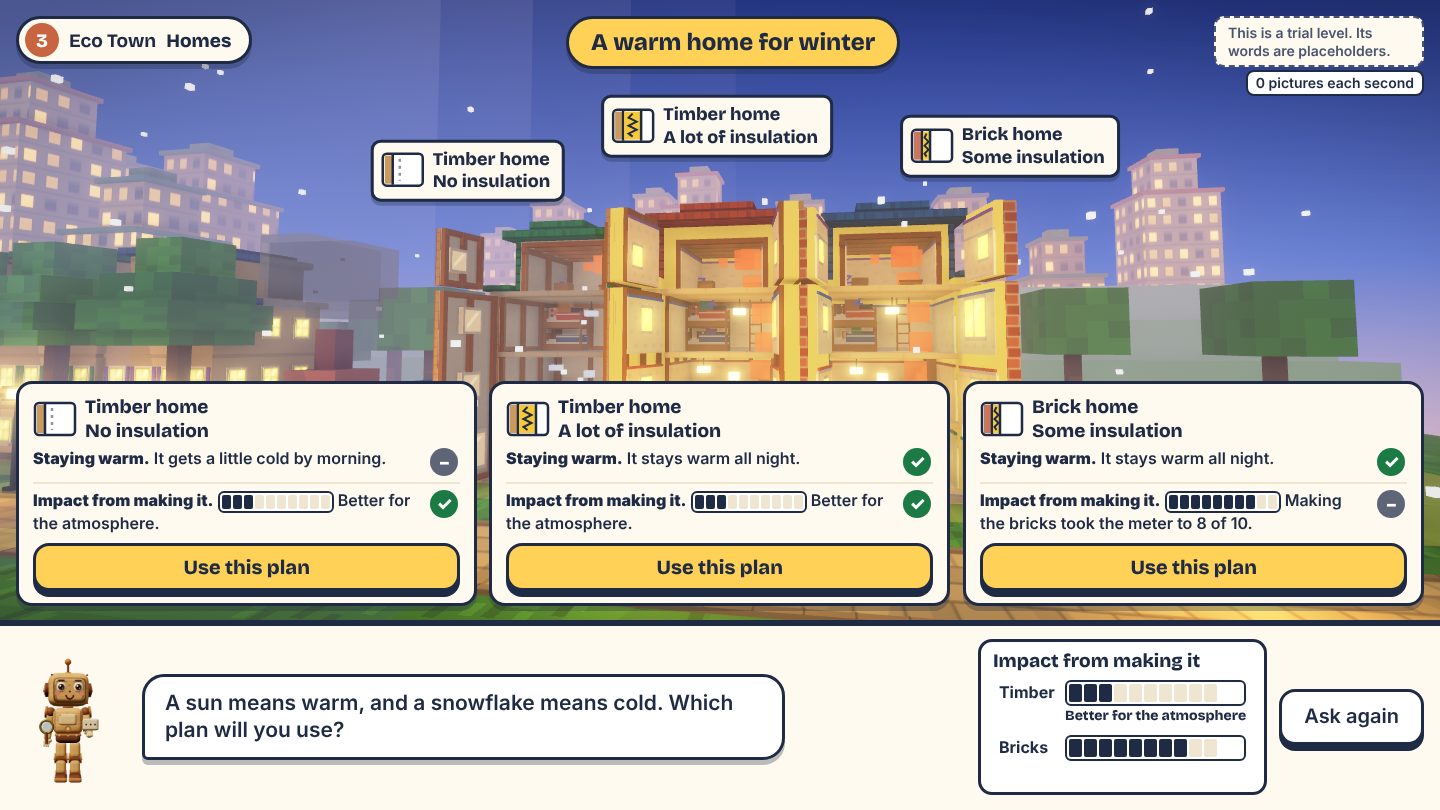 3 Eco Town Homes
A warm home for winter
This is a trial level. Its
words are placeholders.
0 pictures each second
Timber home
No insulation
Timber home
A lot of insulation
Brick home
Some insulation
Timber home
No insulation
Staying warm. It gets a little cold by morning.
Impact from making it. Better for
the atmosphere.
Use this plan
Timber home
A lot of insulation
Staying warm. It stays warm all night.
Impact from making it. Better for
the atmosphere.
Use this plan
Brick home
Some insulation
Staying warm. It stays warm all night.
Impact from making it. Making
the bricks took the meter to 8 of 10.
Use this plan
A sun means warm, and a snowflake means cold. Which
plan will you use?
Impact from making it
Timber
Better for the atmosphere
Bricks
Ask again